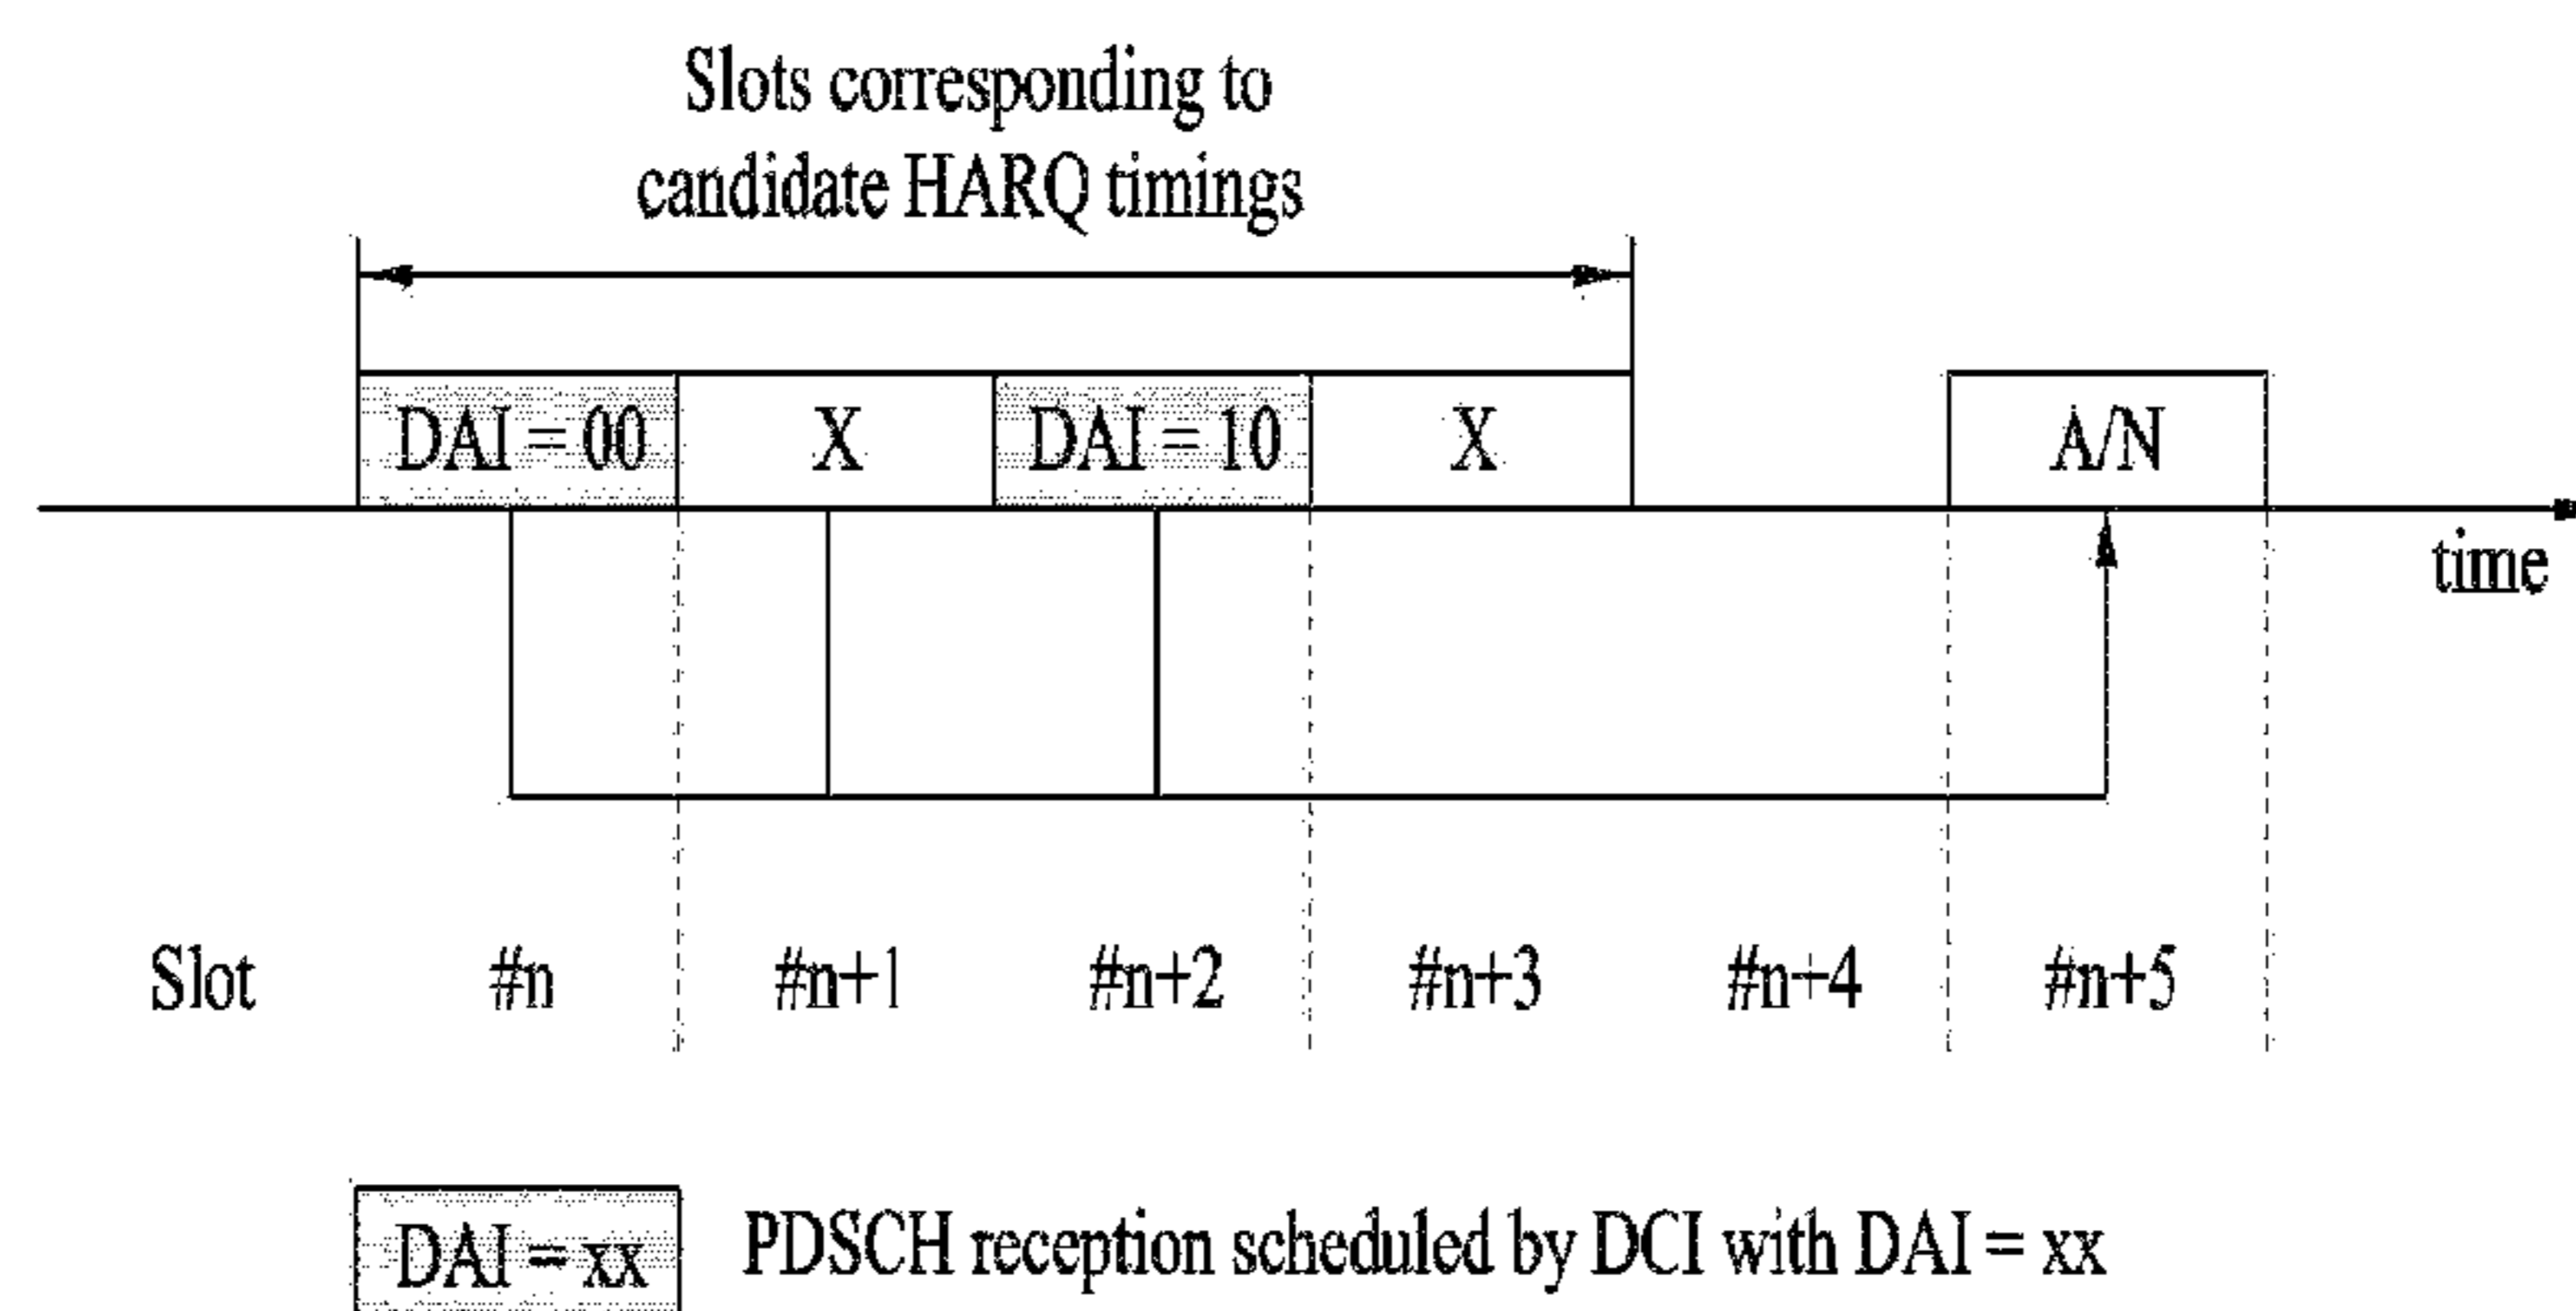 Slots corresponding to
candidate HARQ timings
DAI = 00 X DAI = 10 X A/N
time
Slot #n #n+1 #n+2 #n+3 #n+4 #n+5
DAI = xx PDSCH reception scheduled by DCI with DAI = xx